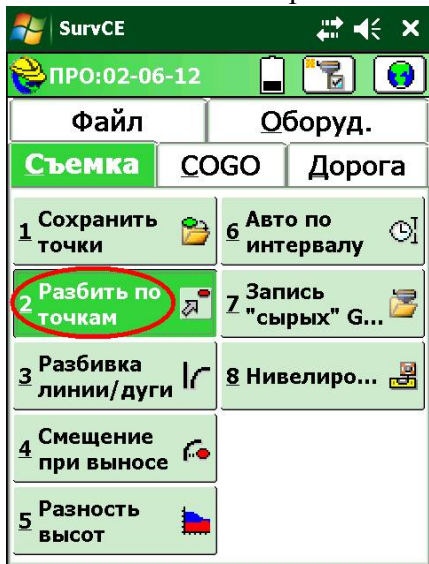 SurvCE
ПРО:02-06-12
Файл
Оборуд.
Съемка
COGO
Дорога
1 Сохранить
точки
6 Авто по
интервалу
2 Разбить по
точкам
7 Запись
"сырых" G...
3 Разбивка
линии/дуги
8 Нивелиро...
4 Смещение
при выносе
5 Разность
высот